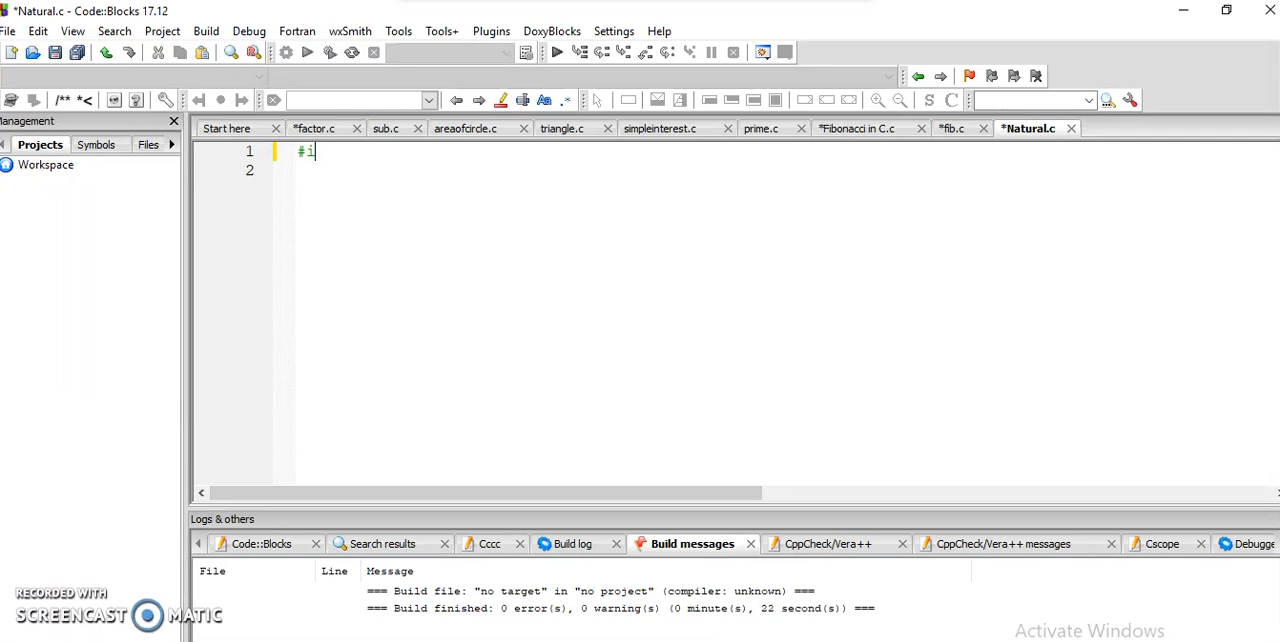 *Natural.c - Code::Blocks 17.12
File Edit View Search Project Build Debug Fortran wxSmith Tools Tools+ Plugins DoxyBlocks Settings Help
/** *< Aa .* S C
anagement
Projects Symbols Files
Workspace
Start here *factor.c sub.c areaofcircle.c triangle.c simpleinterest.c prime.c *Fibonacci in C.c *fib.c *Natural.c
1 #i
2
Logs & others
Code::Blocks Search results Cccc Build log Build messages CppCheck/Vera++ CppCheck/Vera++ messages Cscope Debugge
File Line Message
=== Build file: "no target" in "no project" (compiler: unknown) ===
=== Build finished: 0 error(s), 0 warning(s) (0 minute(s), 22 second(s)) ===
RECORDED WITH
SCREENCAST MATIC
Activate Windows